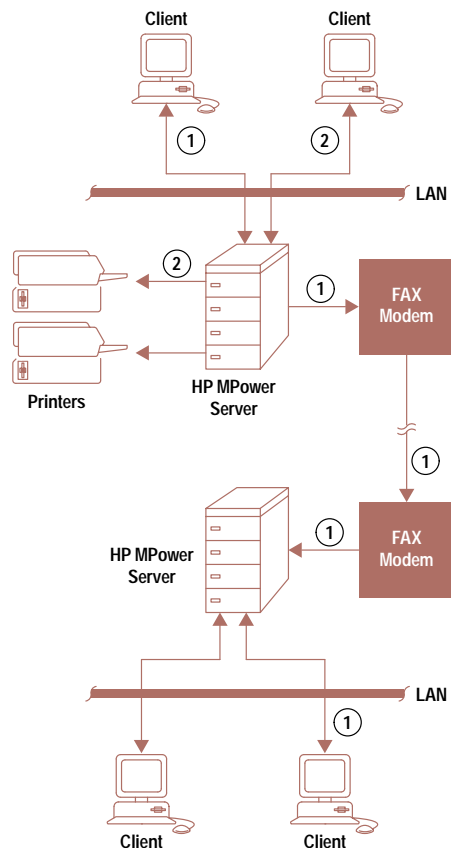 Client
Client
1
2
LAN
2
1
FAX
Modem
HP MPower
Server
Printers
1
1
FAX
Modem
HP MPower
Server
LAN
1
Client
Client